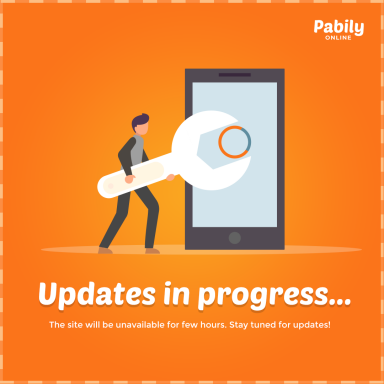 Pabily
ONLINE
Updates in progress...
The site will be unavailable for few hours. Stay tuned for updates!